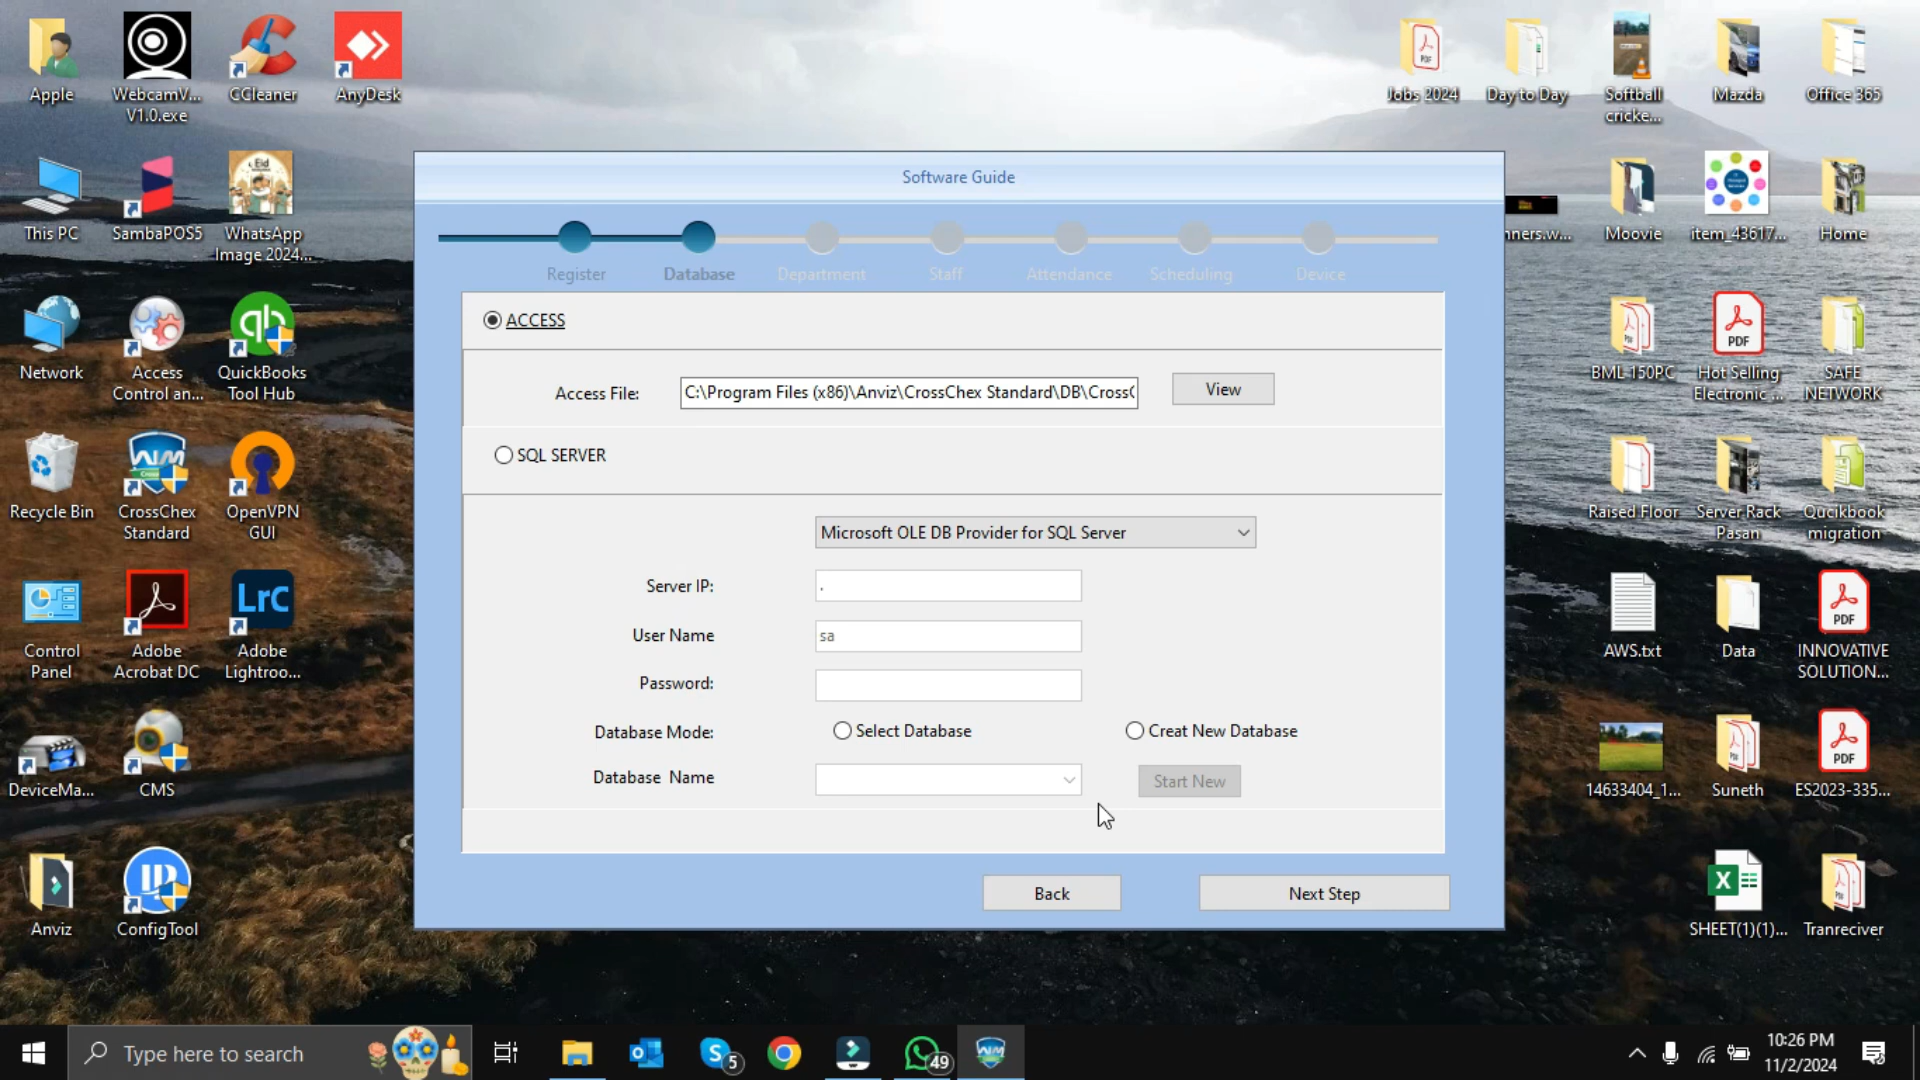 Apple
WebcamV...
V1.0.exe
CCleaner
AnyDesk
This PC
SambaPOS5
WhatsApp
Image 2024...
Network
Access
Control an...
QuickBooks
Tool Hub
Recycle Bin
CrossChex
Standard
OpenVPN
GUI
Control
Panel
Adobe
Acrobat DC
Adobe
Lightroo...
DeviceMa...
CMS
Anviz
ConfigTool
Software Guide
Register
Database
Department
Staff
Attendance
Scheduling
Device
ACCESS
Access File:
C:\Program Files (x86)\Anviz\CrossChex Standard\DB\Cross
View
SQL SERVER
Microsoft OLE DB Provider for SQL Server
Server IP:
.
User Name
sa
Password:
Database Mode:
Select Database
Creat New Database
Database Name
Start New
Back
Next Step
Jobs 2024
Day to Day
Softball
cricke...
Mazda
Office 365
nners.w...
Moovie
item_43617...
Home
BML 150PC
Hot Selling
Electronic ...
SAFE
NETWORK
Raised Floor
Server Rack
Pasan
Qucikbook
migration
AWS.txt
Data
INNOVATIVE
SOLUTION...
14633404_1...
Suneth
ES2023-335...
SHEET(1)(1)...
Tranreciver
Type here to search
5
49
10:26 PM
11/2/2024